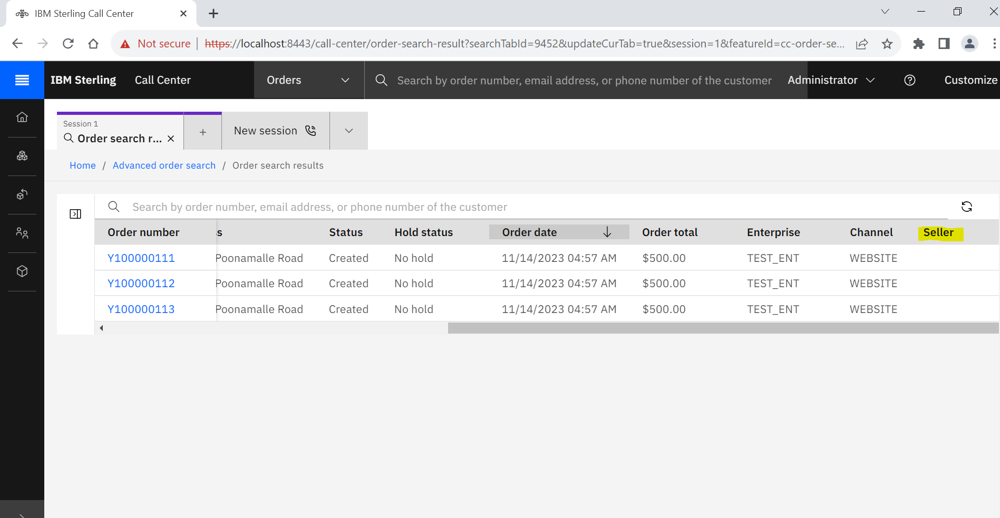 IBM Sterling Call Center
Not secure https://localhost:8443/call-center/order-search-result?searchTabId=9452&updateCurTab=true&session=1&featureId=cc-order-se...
IBM Sterling Call Center Orders Search by order number, email address, or phone number of the customer Administrator Customize
Session 1
Order search r...
New session
Home / Advanced order search / Order search results
Search by order number, email address, or phone number of the customer
Order number s Status Hold status Order date Order total Enterprise Channel Seller
Y100000111 Poonamalle Road Created No hold 11/14/2023 04:57 AM $500.00 TEST_ENT WEBSITE
Y100000112 Poonamalle Road Created No hold 11/14/2023 04:57 AM $500.00 TEST_ENT WEBSITE
Y100000113 Poonamalle Road Created No hold 11/14/2023 04:57 AM $500.00 TEST_ENT WEBSITE